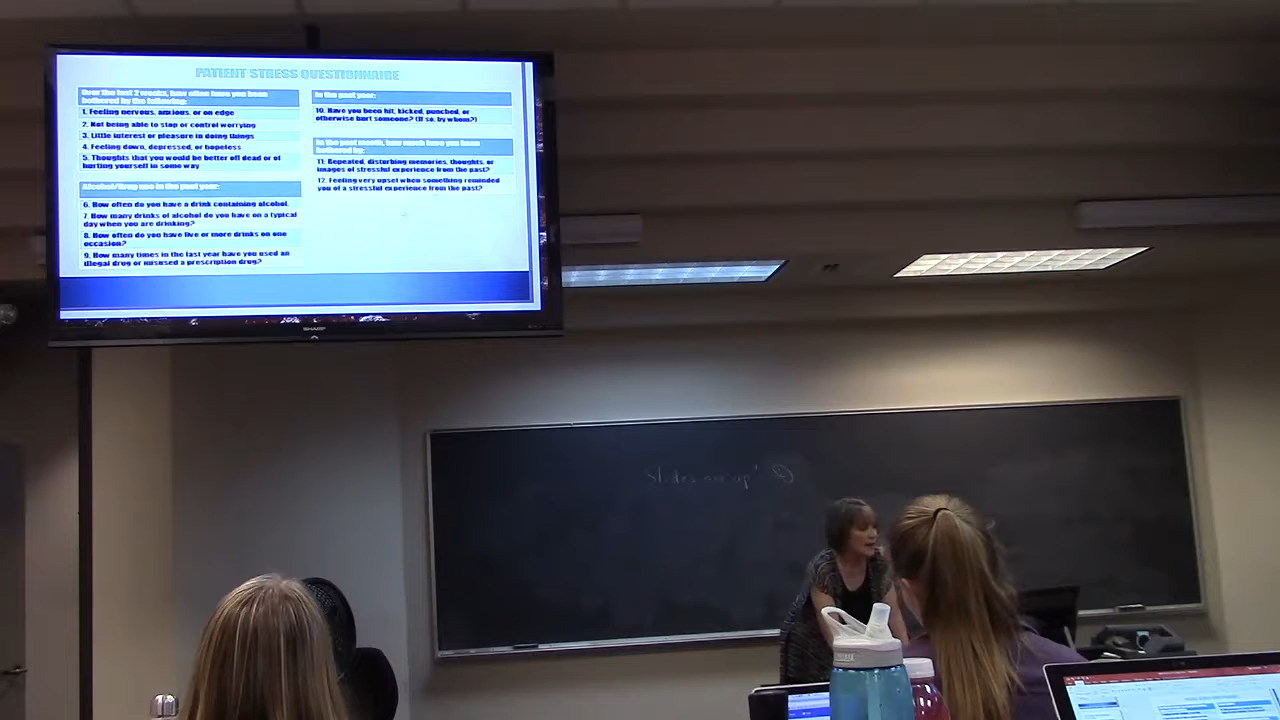 PATIENT STRESS QUESTIONNAIRE
Over the last 2 weeks, how often have you been
bothered by the following:
1. Feeling nervous, anxious, or on edge
2. Not being able to stop or control worrying
3. Little interest or pleasure in doing things
4. Feeling down, depressed, or hopeless
5. Thoughts that you would be better off dead or of
hurting yourself in some way
Alcohol/Drug use in the past year:
6. How often do you have a drink containing alcohol.
7. How many drinks of alcohol do you have on a typical
day when you are drinking?
8. How often do you have five or more drinks on one
occasion?
9. How many times in the last year have you used an
illegal drug or misused a prescription drug?
In the past year:
10. Have you been hit, kicked, punched, or
otherwise hurt someone? (If so, by whom?)
In the past month, how much have you been
bothered by:
11. Repeated, disturbing memories, thoughts, or
images of stressful experience from the past?
12. Feeling very upset when something reminded
you of a stressful experience from the past?
SHARP
Slides are up!